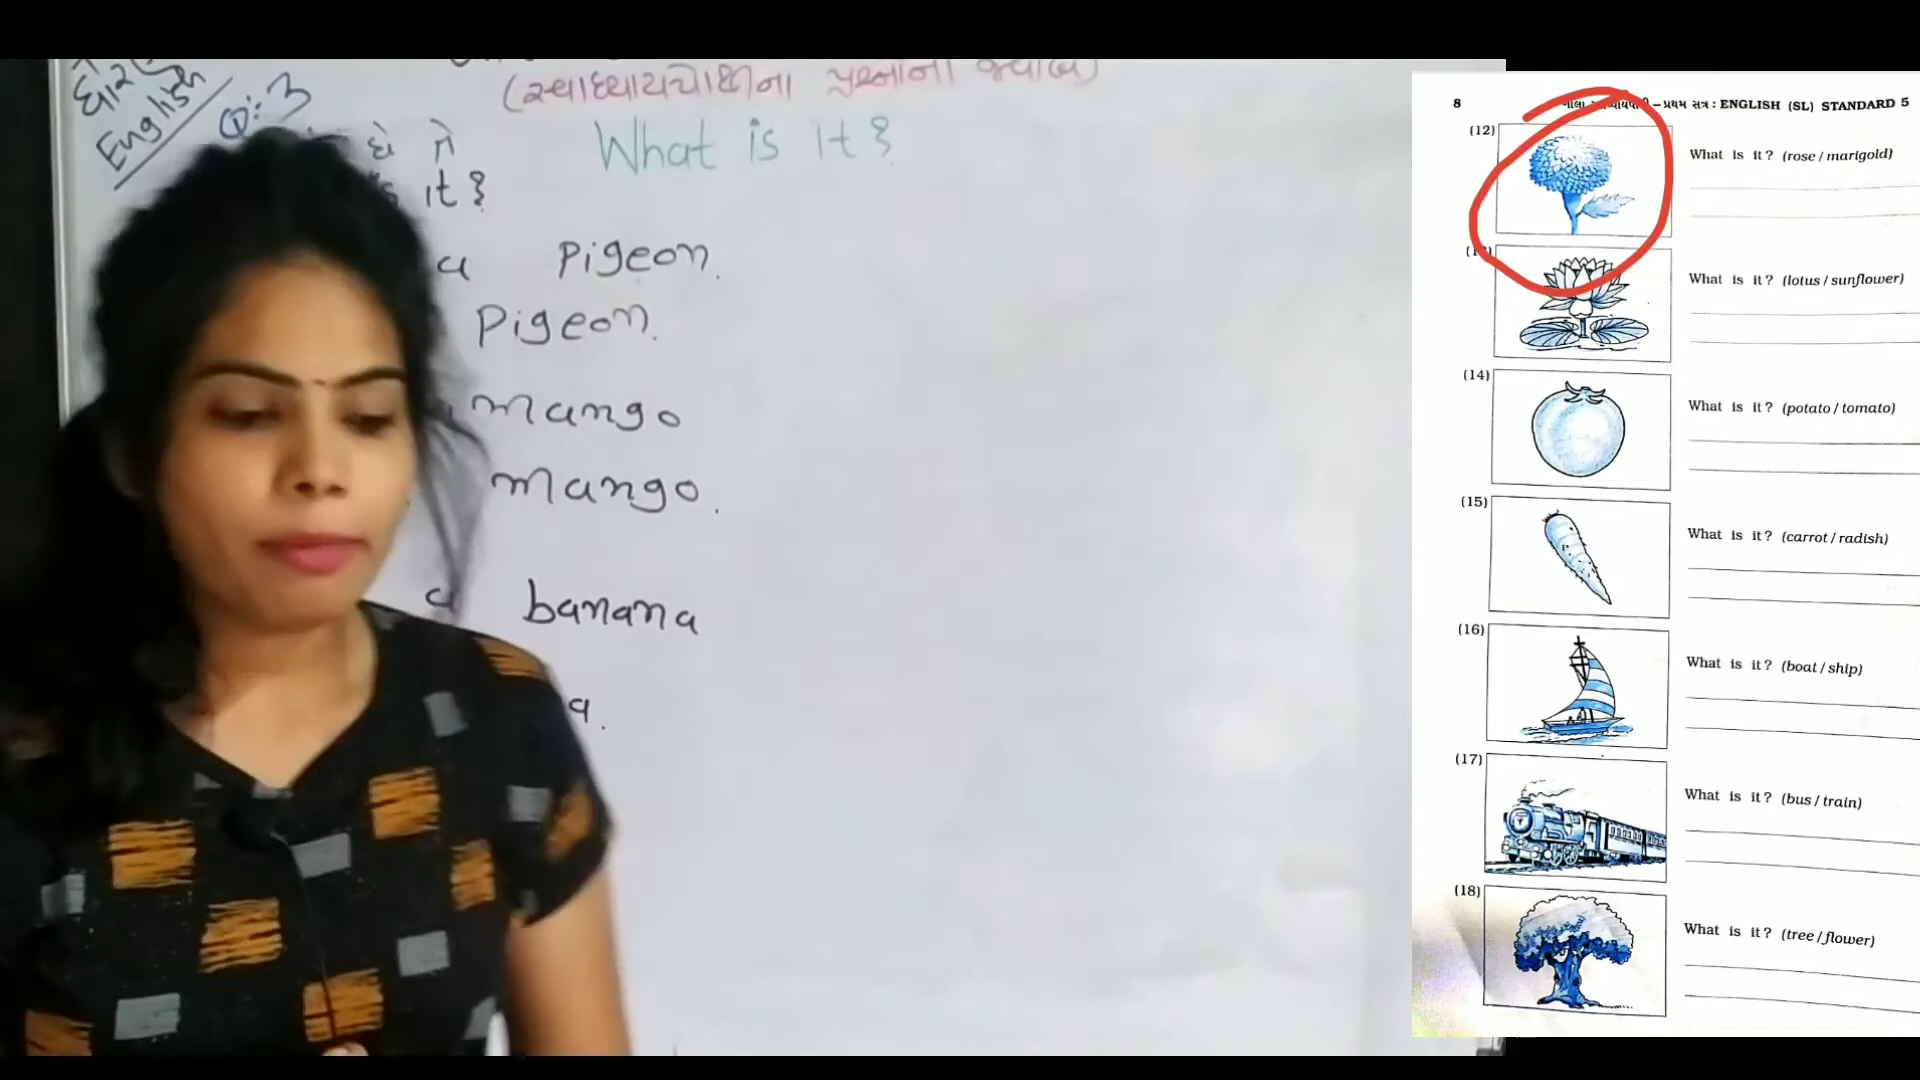 ધોરણ
English
Q:3
(સ્વાધ્યાયપોથીના પ્રશ્નોના જવાબ)
What is it?
છે તે
it?
a pigeon.
pigeon.
mango
mango.
a banana
a.
8
પ્રથમ સત્ર : ENGLISH (SL) STANDARD 5
(12)
What is it? (rose / marigold)
What is it? (lotus / sunflower)
(14)
What is it? (potato / tomato)
(15)
What is it? (carrot / radish)
(16)
What is it? (boat / ship)
(17)
What is it? (bus / train)
(18)
What is it? (tree / flower)